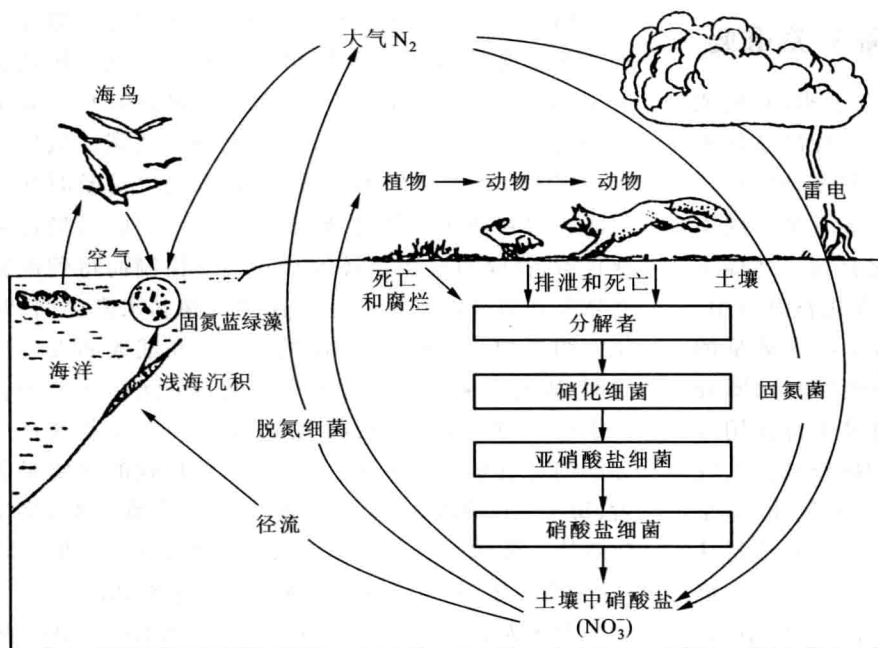 大气N₂
海鸟
雷电
植物 → 动物 → 动物
空气
死亡
和腐烂
排泄和死亡
土壤
分解者
固氮蓝绿藻
海洋
浅海沉积
硝化细菌
固氮菌
脱氮细菌
亚硝酸盐细菌
径流
硝酸盐细菌
土壤中硝酸盐
(NO₃⁻)